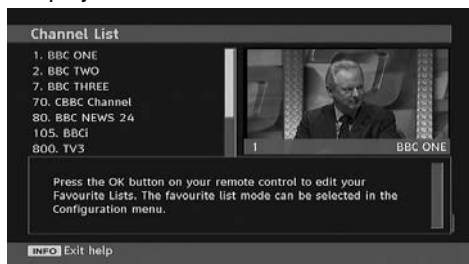 Channel List
1. BBC ONE
2. BBC TWO
7. BBC THREE
70. CBBC Channel
80. BBC NEWS 24
105. BBCi
800. TV3
1 BBC ONE
Press the OK button on your remote control to edit your
Favourite Lists. The favourite list mode can be selected in the
Configuration menu.
INFO Exit help